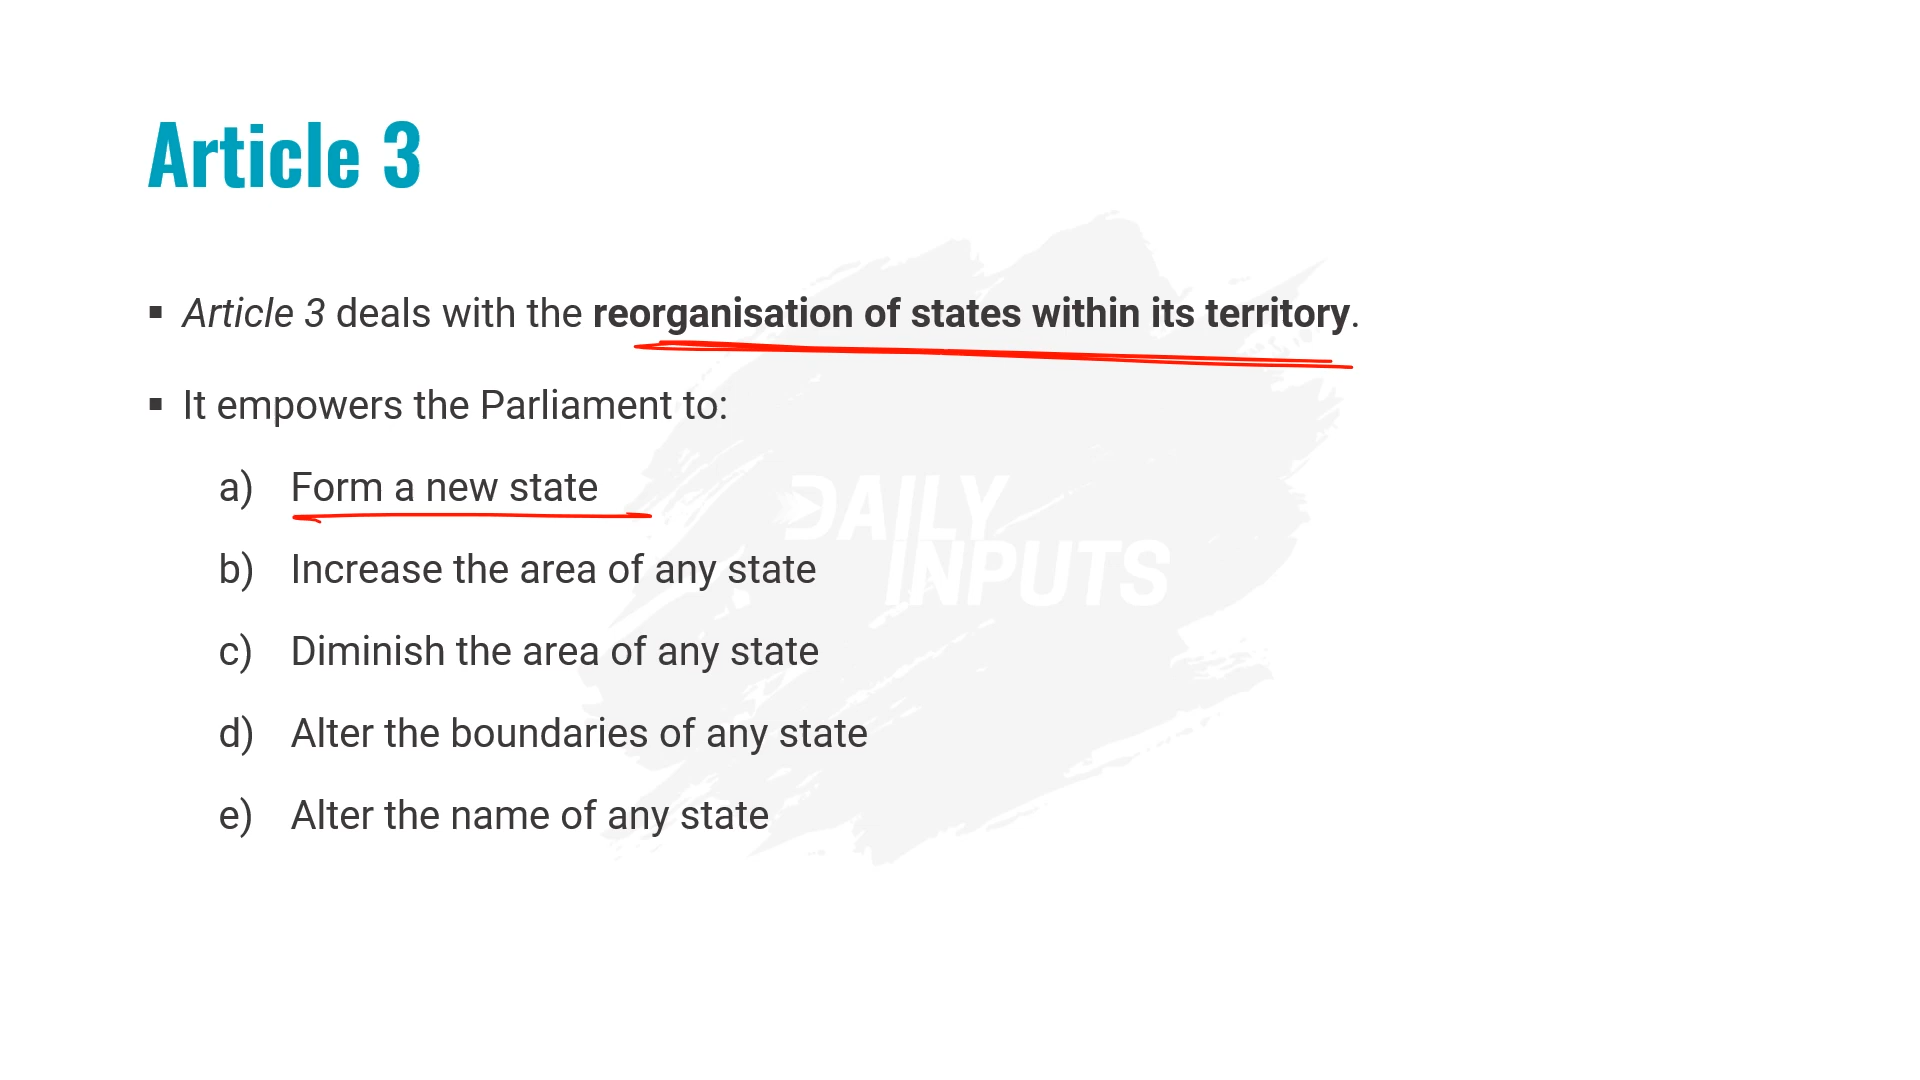 Article 3
▪ Article 3 deals with the reorganisation of states within its territory.
▪ It empowers the Parliament to:
a) Form a new state
b) Increase the area of any state
c) Diminish the area of any state
d) Alter the boundaries of any state
e) Alter the name of any state
DAILY
INPUTS